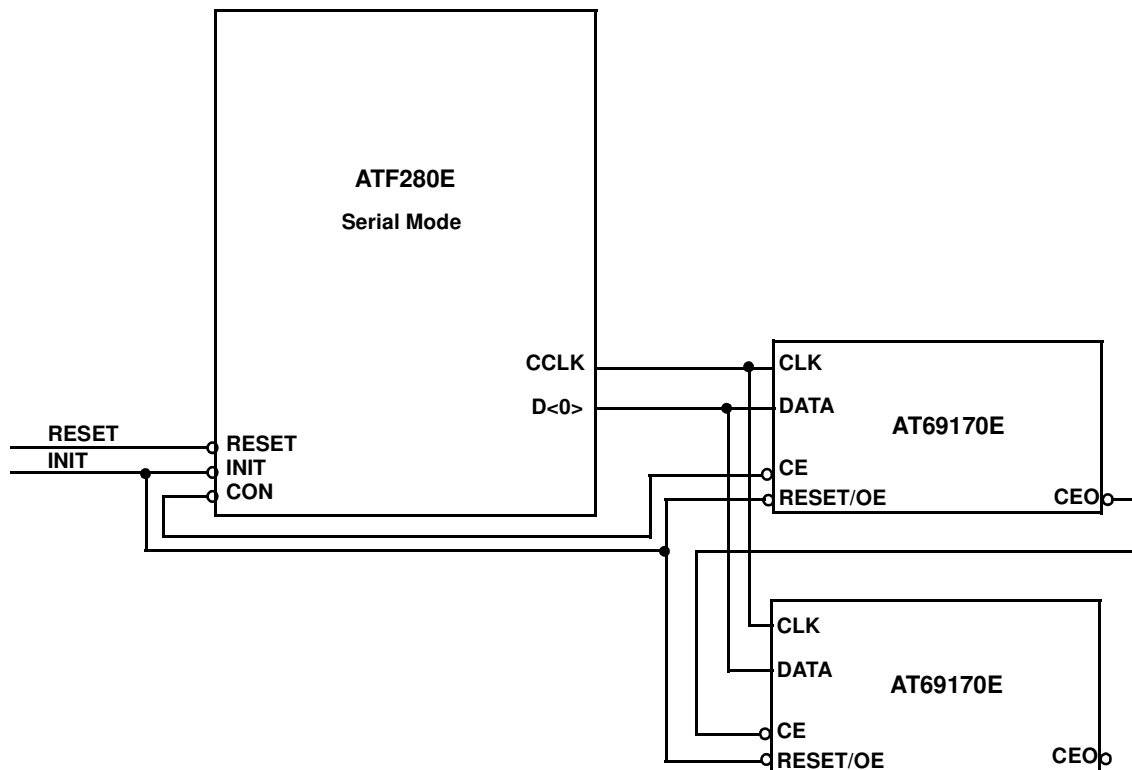 ATF280E
Serial Mode
CCLK
D<0>
RESET
INIT
RESET
INIT
CON
CLK
DATA
AT69170E
CE
RESET/OE
CEO
CLK
DATA
AT69170E
CE
RESET/OE
CEO